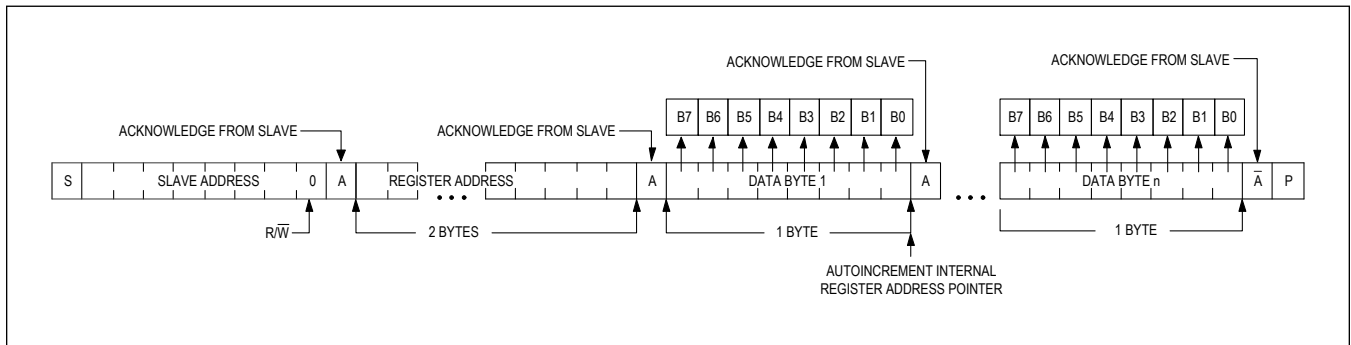 ACKNOWLEDGE FROM SLAVE
ACKNOWLEDGE FROM SLAVE
B7 B6 B5 B4 B3 B2 B1 B0
B7 B6 B5 B4 B3 B2 B1 B0
ACKNOWLEDGE FROM SLAVE
ACKNOWLEDGE FROM SLAVE
S SLAVE ADDRESS 0 A REGISTER ADDRESS ••• A DATA BYTE 1 A ••• DATA BYTE n A̅ P
R/W̅
2 BYTES
1 BYTE
1 BYTE
AUTOINCREMENT INTERNAL
REGISTER ADDRESS POINTER